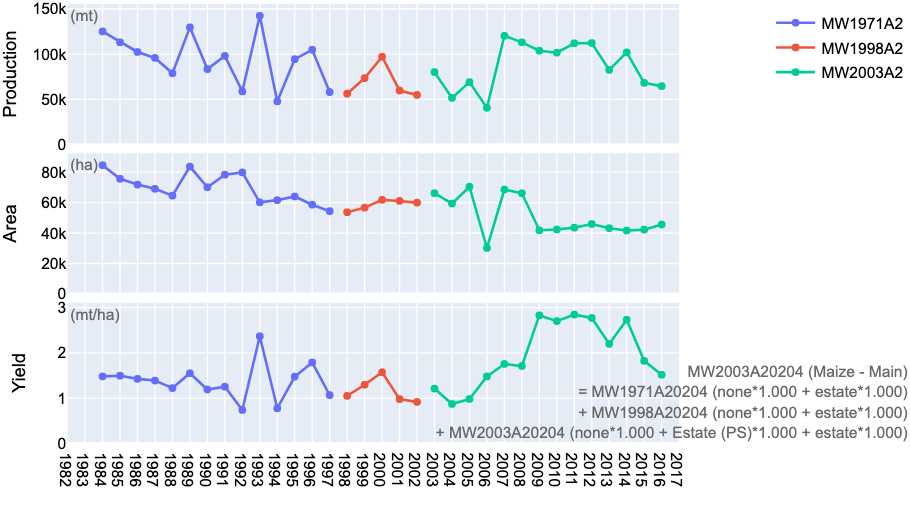 150k
(mt)
100k
50k
0
Production
MW1971A2
MW1998A2
MW2003A2
(ha)
80k
60k
40k
20k
0
Area
(mt/ha)
3
2
1
0
Yield
MW2003A20204 (Maize - Main)
= MW1971A20204 (none*1.000 + estate*1.000)
+ MW1998A20204 (none*1.000 + estate*1.000)
+ MW2003A20204 (none*1.000 + Estate (PS)*1.000 + estate*1.000)
1982
1983
1984
1985
1986
1987
1988
1989
1990
1991
1992
1993
1994
1995
1996
1997
1998
1999
2000
2001
2002
2003
2004
2005
2006
2007
2008
2009
2010
2011
2012
2013
2014
2015
2016
2017